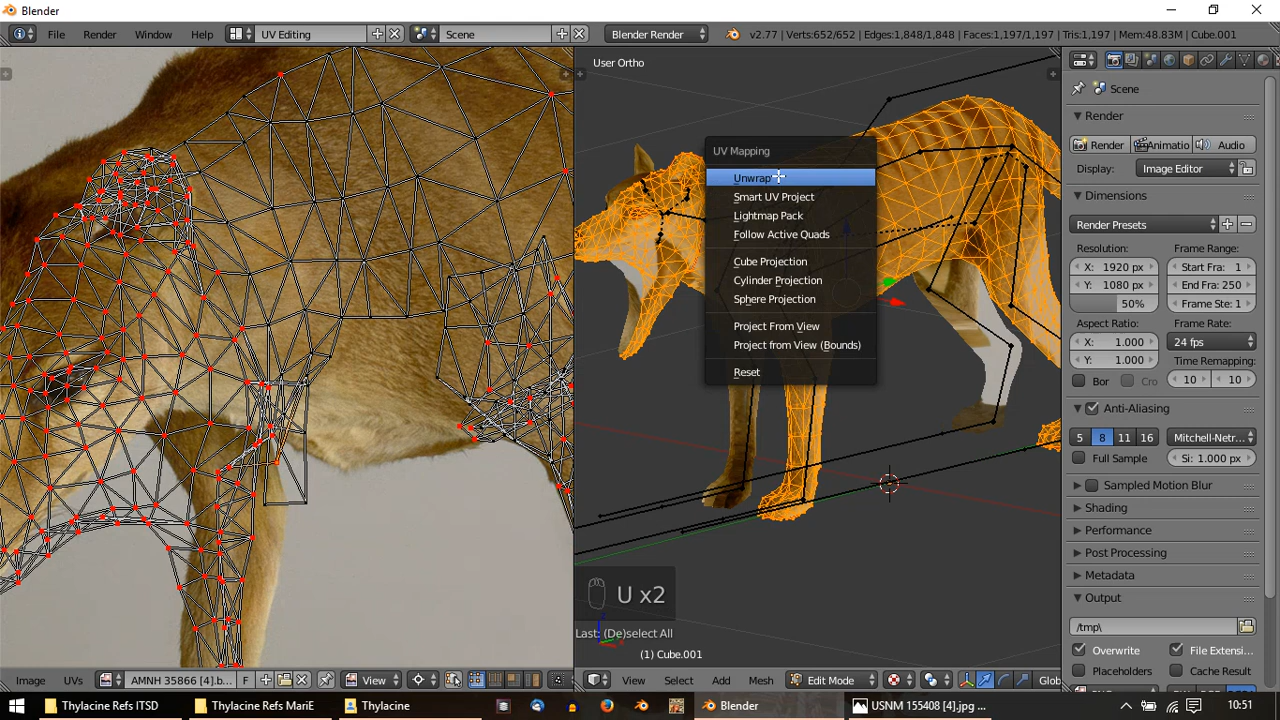 Blender
File Render Window Help UV Editing Scene Blender Render v2.77 | Verts:652/652 | Edges:1,848/1,848 | Faces:1,197/1,197 | Tris:1,197 | Mem:48.83M | Cube.001
User Ortho
Scene
Render
Render Animatio Audio
Display: Image Editor
Dimensions
Render Presets
Resolution: Frame Range:
X: 1920 px Start Fra: 1
Y: 1080 px End Fra: 250
50% Frame Ste: 1
Aspect Ratio: Frame Rate:
X: 1.000 24 fps
Y: 1.000 Time Remapping:
Bor Cro 10 10
Anti-Aliasing
5 8 11 16 Mitchell-Netr...
Full Sample Si: 1.000 px
Sampled Motion Blur
Shading
Performance
Post Processing
Metadata
Output
/tmp\
Overwrite File Extensi...
Placeholders Cache Result
UV Mapping
Unwrap
Smart UV Project
Lightmap Pack
Follow Active Quads
Cube Projection
Cylinder Projection
Sphere Projection
Project From View
Project from View (Bounds)
Reset
U x2
Last: (De)select All
(1) Cube.001
Image UVs AMNH 35866 [4].b... F View
View Select Add Mesh Edit Mode Glob
Thylacine Refs ITSD Thylacine Refs MariE Thylacine Blender USNM 155408 [4].jpg ... 10:51